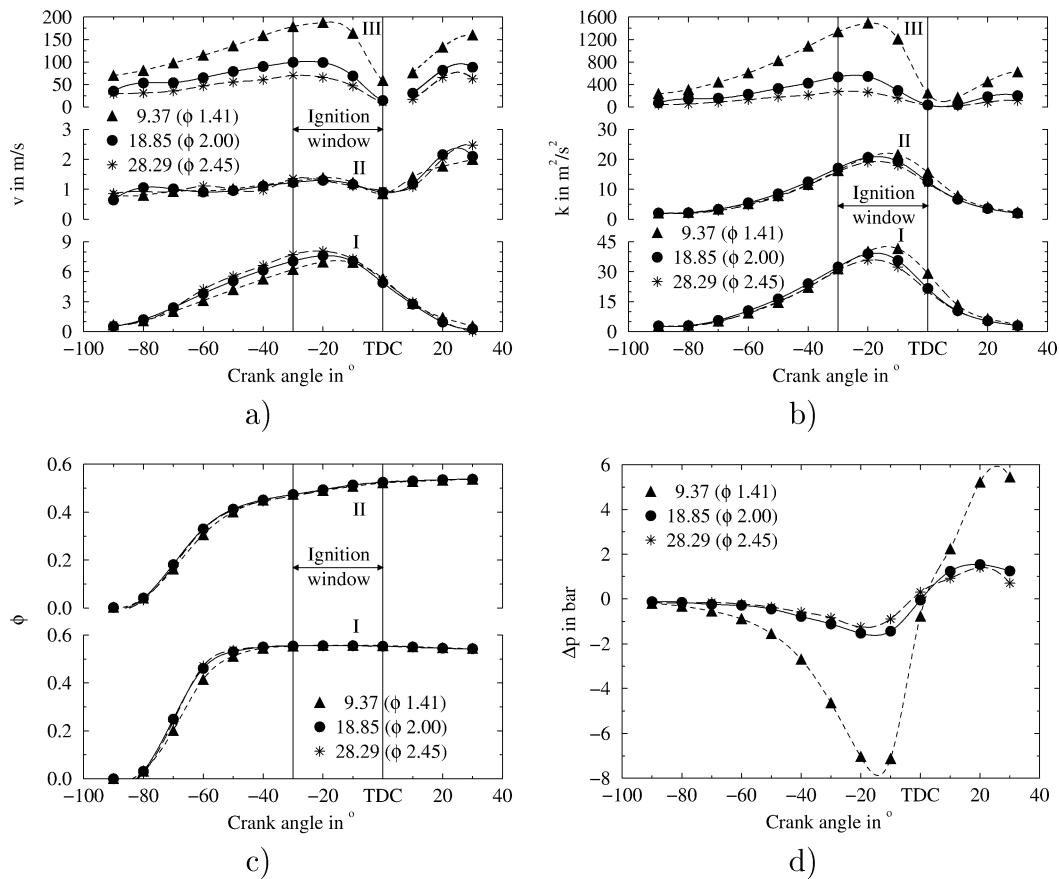 200
150
100
50
0
III
v in m/s
9.37 (ϕ 1.41)
18.85 (ϕ 2.00)
28.29 (ϕ 2.45)
Ignition
window
3
2
1
0
II
9
6
3
0
I
−100 −80 −60 −40 −20 TDC 20 40
Crank angle in °
a)
1600
1200
800
400
0
III
k in m²/s²
30
20
10
0
II
Ignition
window
9.37 (ϕ 1.41)
18.85 (ϕ 2.00)
28.29 (ϕ 2.45)
45
30
15
0
I
−100 −80 −60 −40 −20 TDC 20 40
Crank angle in °
b)
0.6
0.4
0.2
0.0
II
Ignition
window
ϕ
0.6
0.4
0.2
0.0
I
9.37 (ϕ 1.41)
18.85 (ϕ 2.00)
28.29 (ϕ 2.45)
−100 −80 −60 −40 −20 TDC 20 40
Crank angle in °
c)
6
4
2
0
−2
−4
−6
−8
Δp in bar
9.37 (ϕ 1.41)
18.85 (ϕ 2.00)
28.29 (ϕ 2.45)
−100 −80 −60 −40 −20 TDC 20 40
Crank angle in °
d)